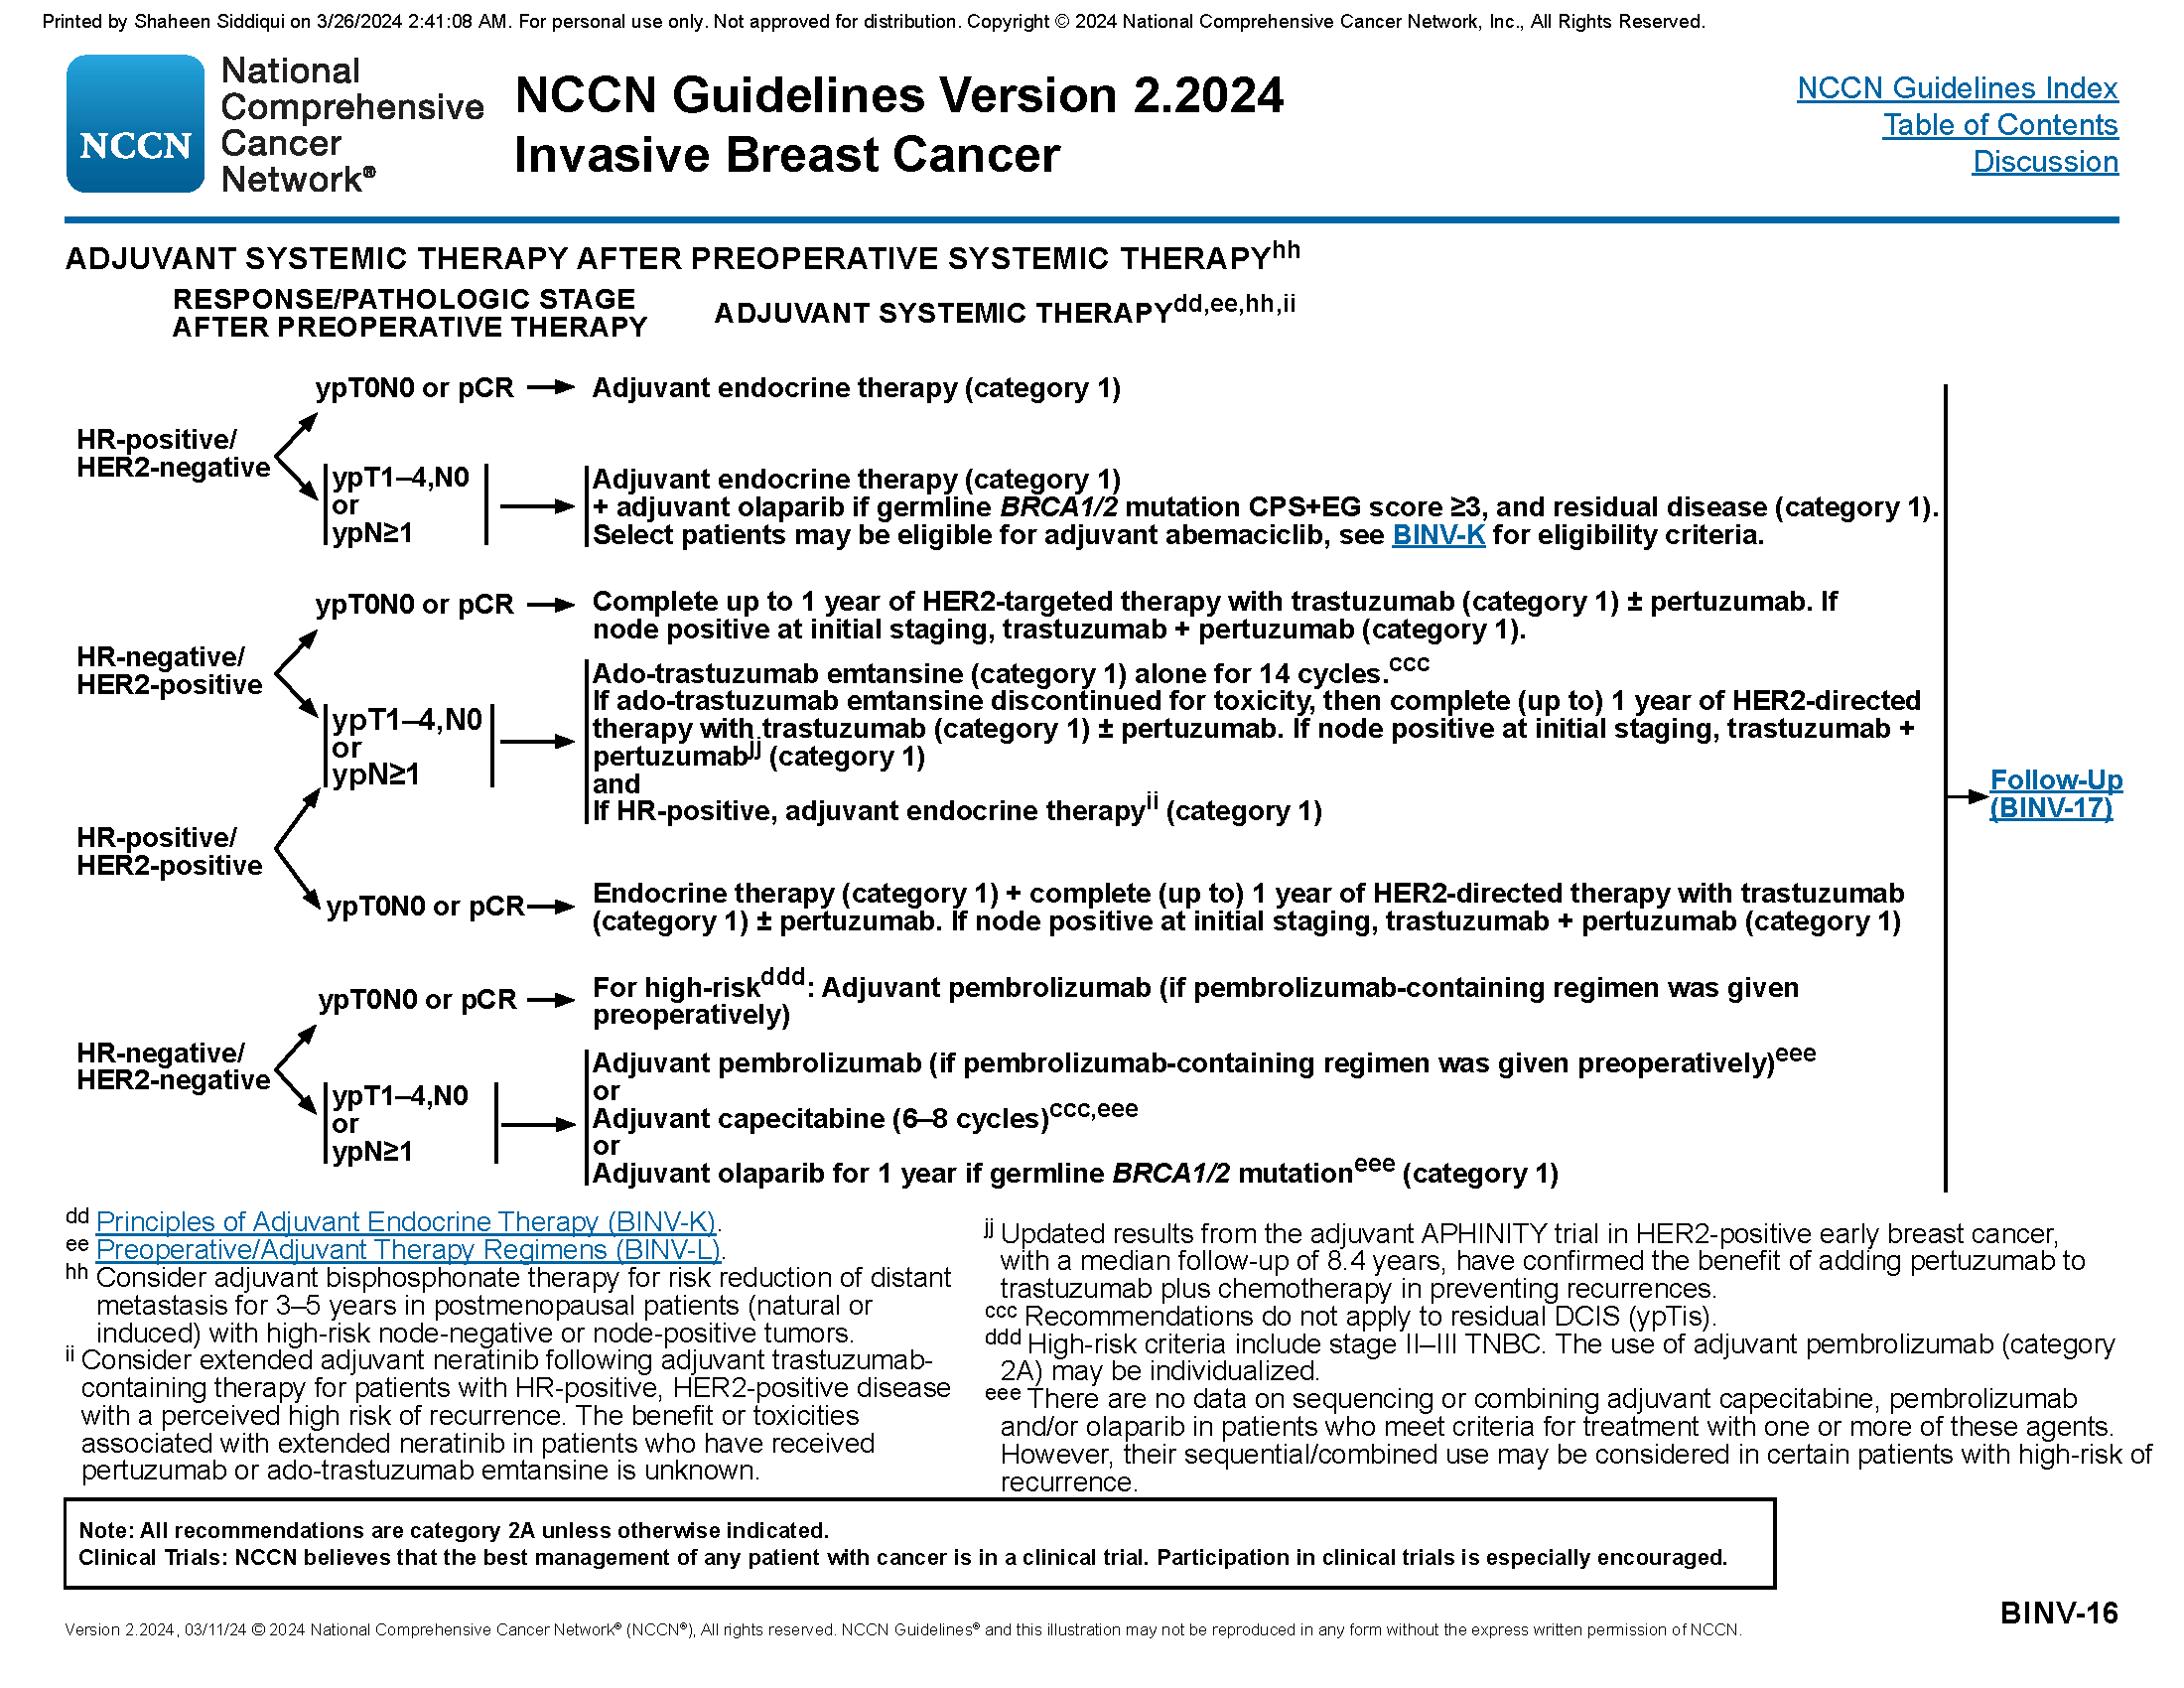 Printed by Shaheen Siddiqui on 3/26/2024 2:41:08 AM. For personal use only. Not approved for distribution. Copyright © 2024 National Comprehensive Cancer Network, Inc., All Rights Reserved.
NCCN
National
Comprehensive
Cancer
Network®
NCCN Guidelines Version 2.2024
Invasive Breast Cancer
NCCN Guidelines Index
Table of Contents
Discussion
ADJUVANT SYSTEMIC THERAPY AFTER PREOPERATIVE SYSTEMIC THERAPYhh
RESPONSE/PATHOLOGIC STAGE
AFTER PREOPERATIVE THERAPY
ADJUVANT SYSTEMIC THERAPYdd,ee,hh,ii
HR-positive/
HER2-negative
ypT0N0 or pCR
Adjuvant endocrine therapy (category 1)
ypT1–4,N0
or
ypN≥1
Adjuvant endocrine therapy (category 1)
+ adjuvant olaparib if germline BRCA1/2 mutation CPS+EG score ≥3, and residual disease (category 1).
Select patients may be eligible for adjuvant abemaciclib, see BINV-K for eligibility criteria.
HR-negative/
HER2-positive
ypT0N0 or pCR
Complete up to 1 year of HER2-targeted therapy with trastuzumab (category 1) ± pertuzumab. If
node positive at initial staging, trastuzumab + pertuzumab (category 1).
ypT1–4,N0
or
ypN≥1
Ado-trastuzumab emtansine (category 1) alone for 14 cycles.ccc
If ado-trastuzumab emtansine discontinued for toxicity, then complete (up to) 1 year of HER2-directed
therapy with trastuzumab (category 1) ± pertuzumab. If node positive at initial staging, trastuzumab +
pertuzumabjj (category 1)
and
If HR-positive, adjuvant endocrine therapyii (category 1)
HR-positive/
HER2-positive
ypT0N0 or pCR
Endocrine therapy (category 1) + complete (up to) 1 year of HER2-directed therapy with trastuzumab
(category 1) ± pertuzumab. If node positive at initial staging, trastuzumab + pertuzumab (category 1)
Follow-Up
(BINV-17)
HR-negative/
HER2-negative
ypT0N0 or pCR
For high-riskddd: Adjuvant pembrolizumab (if pembrolizumab-containing regimen was given
preoperatively)
ypT1–4,N0
or
ypN≥1
Adjuvant pembrolizumab (if pembrolizumab-containing regimen was given preoperatively)eee
or
Adjuvant capecitabine (6–8 cycles)ccc,eee
or
Adjuvant olaparib for 1 year if germline BRCA1/2 mutationeee (category 1)
dd Principles of Adjuvant Endocrine Therapy (BINV-K).
ee Preoperative/Adjuvant Therapy Regimens (BINV-L).
hh Consider adjuvant bisphosphonate therapy for risk reduction of distant
metastasis for 3–5 years in postmenopausal patients (natural or
induced) with high-risk node-negative or node-positive tumors.
ii Consider extended adjuvant neratinib following adjuvant trastuzumab-
containing therapy for patients with HR-positive, HER2-positive disease
with a perceived high risk of recurrence. The benefit or toxicities
associated with extended neratinib in patients who have received
pertuzumab or ado-trastuzumab emtansine is unknown.
jj Updated results from the adjuvant APHINITY trial in HER2-positive early breast cancer,
with a median follow-up of 8.4 years, have confirmed the benefit of adding pertuzumab to
trastuzumab plus chemotherapy in preventing recurrences.
ccc Recommendations do not apply to residual DCIS (ypTis).
ddd High-risk criteria include stage II–III TNBC. The use of adjuvant pembrolizumab (category
2A) may be individualized.
eee There are no data on sequencing or combining adjuvant capecitabine, pembrolizumab
and/or olaparib in patients who meet criteria for treatment with one or more of these agents.
However, their sequential/combined use may be considered in certain patients with high-risk of
recurrence.
Note: All recommendations are category 2A unless otherwise indicated.
Clinical Trials: NCCN believes that the best management of any patient with cancer is in a clinical trial. Participation in clinical trials is especially encouraged.
BINV-16
Version 2.2024, 03/11/24 © 2024 National Comprehensive Cancer Network® (NCCN®), All rights reserved. NCCN Guidelines® and this illustration may not be reproduced in any form without the express written permission of NCCN.